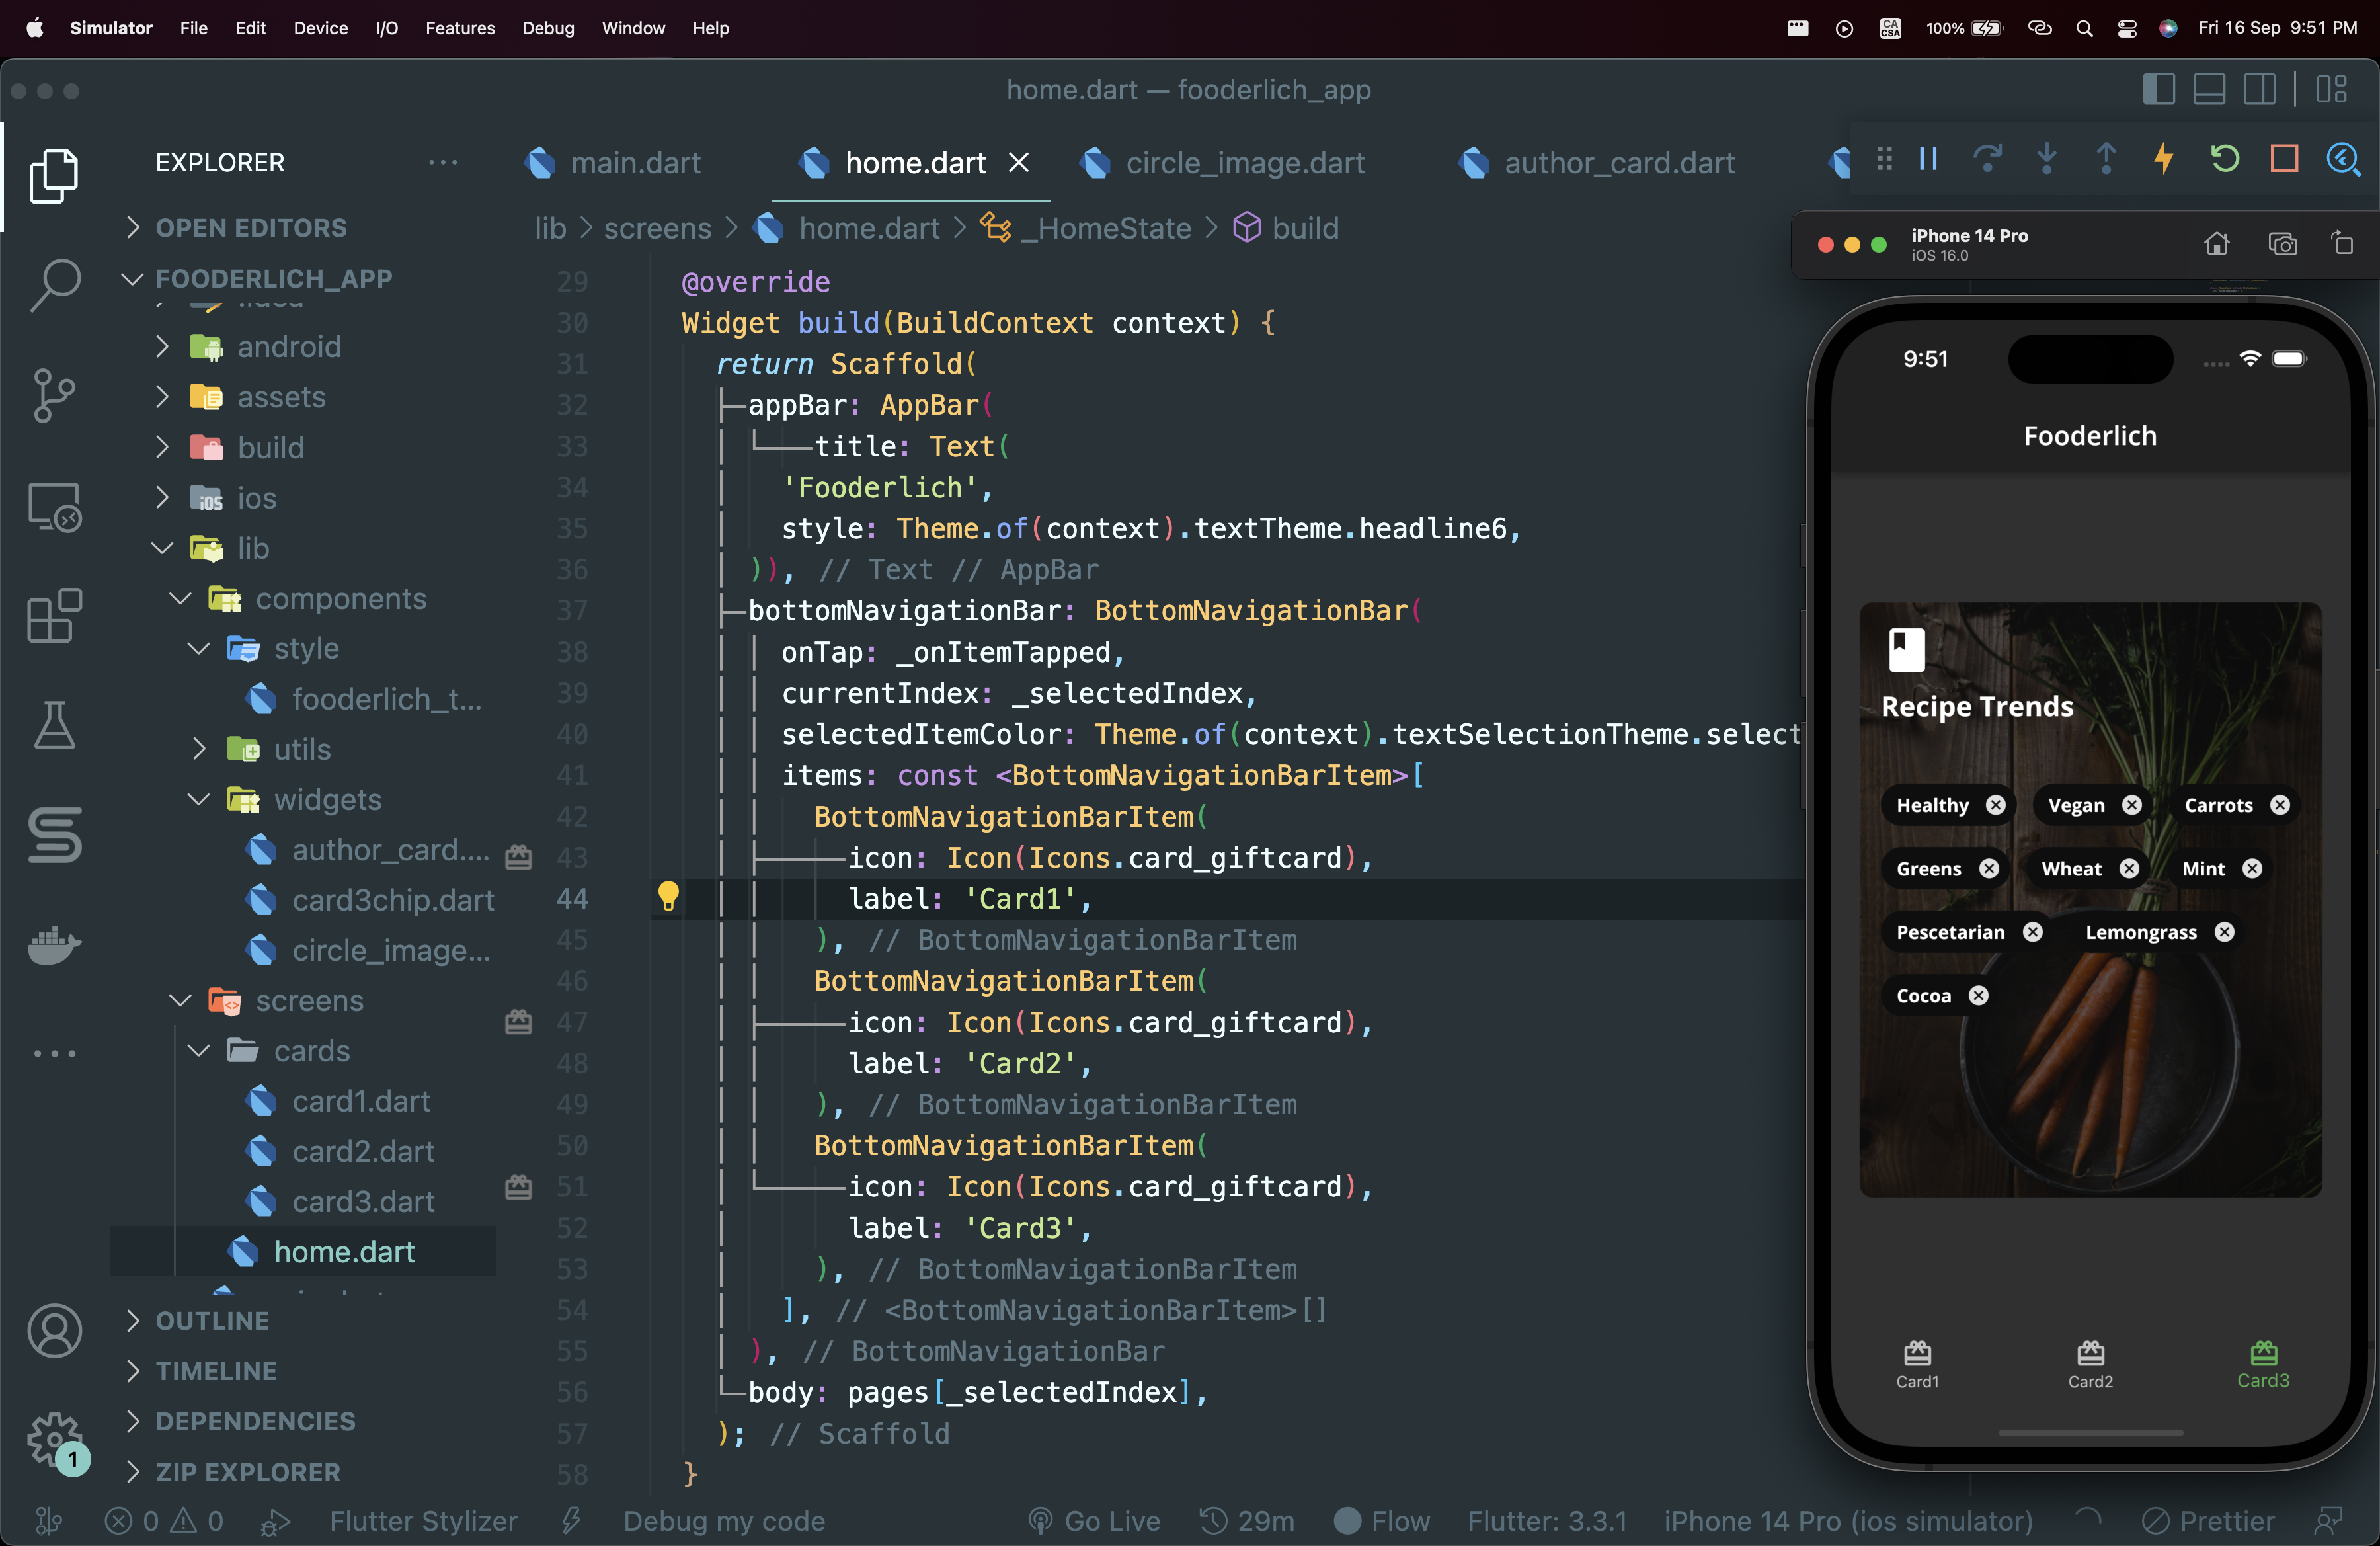 Simulator File Edit Device I/O Features Debug Window Help
CA CSA 100% Fri 16 Sep 9:51 PM
home.dart — fooderlich_app
EXPLORER
main.dart home.dart circle_image.dart author_card.dart
OPEN EDITORS
lib > screens > home.dart > _HomeState > build
FOODERLICH_APP
android
assets
build
ios
lib
components
style
fooderlich_t...
utils
widgets
author_card....
card3chip.dart
circle_image...
screens
cards
card1.dart
card2.dart
card3.dart
home.dart
OUTLINE
TIMELINE
DEPENDENCIES
ZIP EXPLORER
1
29 @override
30 Widget build(BuildContext context) {
31 return Scaffold(
32 appBar: AppBar(
33 title: Text(
34 'Fooderlich',
35 style: Theme.of(context).textTheme.headline6,
36 )), // Text // AppBar
37 bottomNavigationBar: BottomNavigationBar(
38 onTap: _onItemTapped,
39 currentIndex: _selectedIndex,
40 selectedItemColor: Theme.of(context).textSelectionTheme.select
41 items: const <BottomNavigationBarItem>[
42 BottomNavigationBarItem(
43 icon: Icon(Icons.card_giftcard),
44 label: 'Card1',
45 ), // BottomNavigationBarItem
46 BottomNavigationBarItem(
47 icon: Icon(Icons.card_giftcard),
48 label: 'Card2',
49 ), // BottomNavigationBarItem
50 BottomNavigationBarItem(
51 icon: Icon(Icons.card_giftcard),
52 label: 'Card3',
53 ), // BottomNavigationBarItem
54 ], // <BottomNavigationBarItem>[]
55 ), // BottomNavigationBar
56 body: pages[_selectedIndex],
57 ); // Scaffold
58 }
iPhone 14 Pro
iOS 16.0
9:51
Fooderlich
Recipe Trends
Healthy Vegan Carrots
Greens Wheat Mint
Pescetarian Lemongrass
Cocoa
Card1 Card2 Card3
0 0 Flutter Stylizer Debug my code Go Live 29m Flow Flutter: 3.3.1 iPhone 14 Pro (ios simulator) Prettier